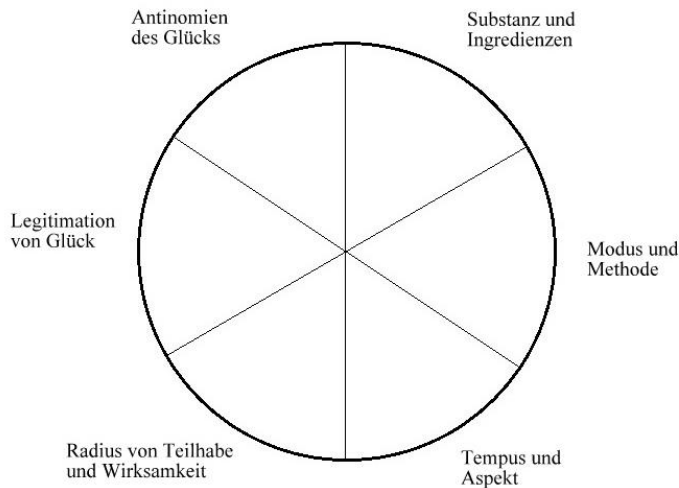 Antinomien
des Glücks
Substanz und
Ingredienzen
Legitimation
von Glück
Modus und
Methode
Radius von Teilhabe
und Wirksamkeit
Tempus und
Aspekt